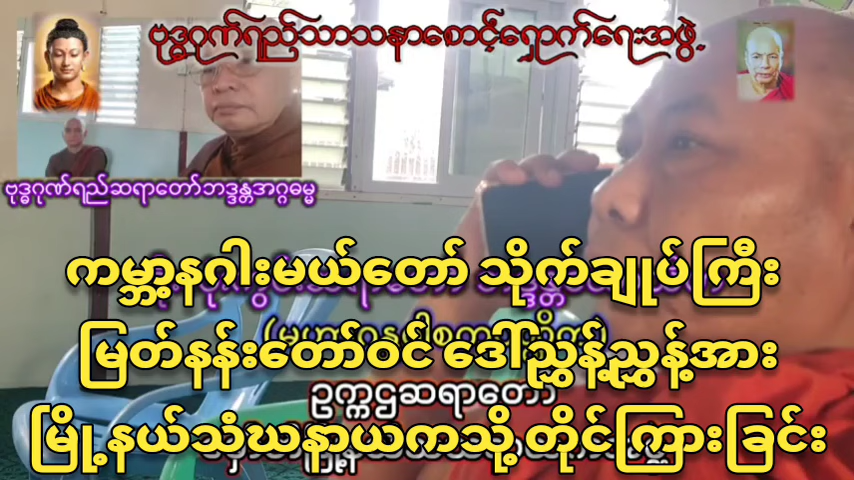 ဗုဒ္ဓဂုဏ်ရည်သာသနာစောင့်ရှောက်ရေးအဖွဲ့
ဗုဒ္ဓဂုဏ်ရည်ဆရာတော်ဘဒ္ဒန္တအဂ္ဂဓမ္မ
ကမ္ဘာ့နဂါးမယ်တော် သိုက်ချုပ်ကြီး
မြတ်နန်းတော်ဝင် ဒေါ်ညွှန့်ညွှန့်အား
ဥက္ကဋ္ဌဆရာတော်
မြို့နယ်သံဃနာယကသို့ တိုင်ကြားခြင်း